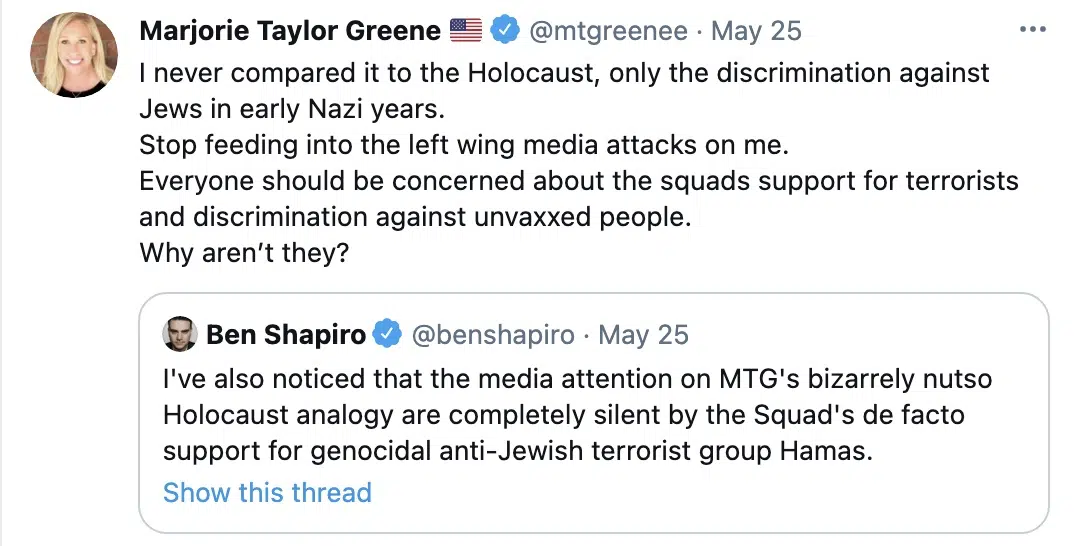 Marjorie Taylor Greene 🇺🇸 @mtgreenee · May 25
I never compared it to the Holocaust, only the discrimination against
Jews in early Nazi years.
Stop feeding into the left wing media attacks on me.
Everyone should be concerned about the squads support for terrorists
and discrimination against unvaxxed people.
Why aren’t they?
Ben Shapiro @benshapiro · May 25
I've also noticed that the media attention on MTG's bizarrely nutso
Holocaust analogy are completely silent by the Squad's de facto
support for genocidal anti-Jewish terrorist group Hamas.
Show this thread